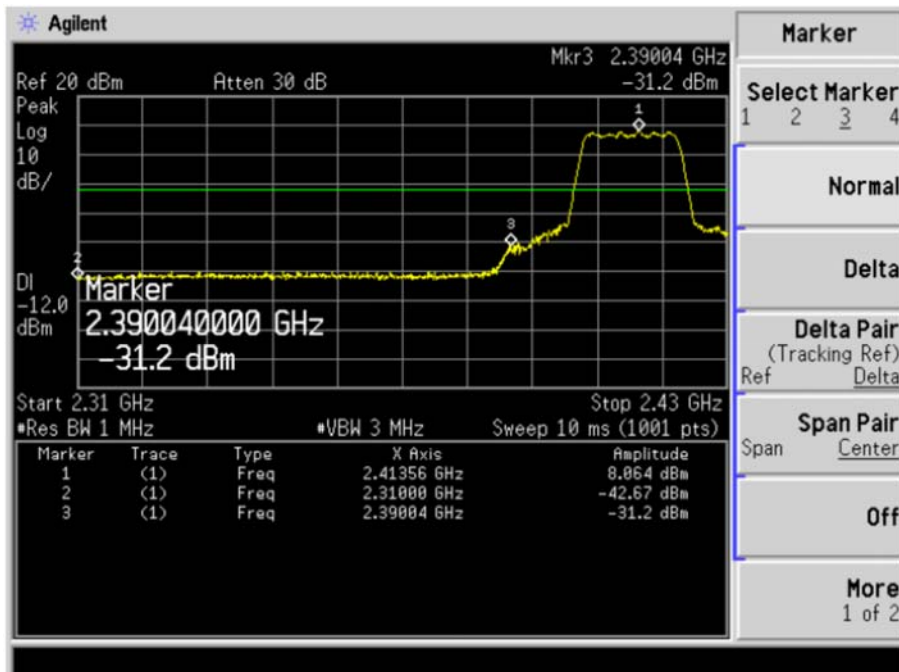 Agilent
Marker
Mkr3 2.39004 GHz
Ref 20 dBm Atten 30 dB -31.2 dBm
Peak
Log
10
dB/
1
3
2
DI
-12.0
dBm
Marker
2.390040000 GHz
-31.2 dBm
Start 2.31 GHz Stop 2.43 GHz
#Res BW 1 MHz #VBW 3 MHz Sweep 10 ms (1001 pts)
Marker Trace Type X Axis Amplitude
1 (1) Freq 2.41356 GHz 8.064 dBm
2 (1) Freq 2.31000 GHz -42.67 dBm
3 (1) Freq 2.39004 GHz -31.2 dBm
Select Marker
1 2 3 4
Normal
Delta
Delta Pair
(Tracking Ref)
Ref Delta
Span Pair
Span Center
Off
More
1 of 2